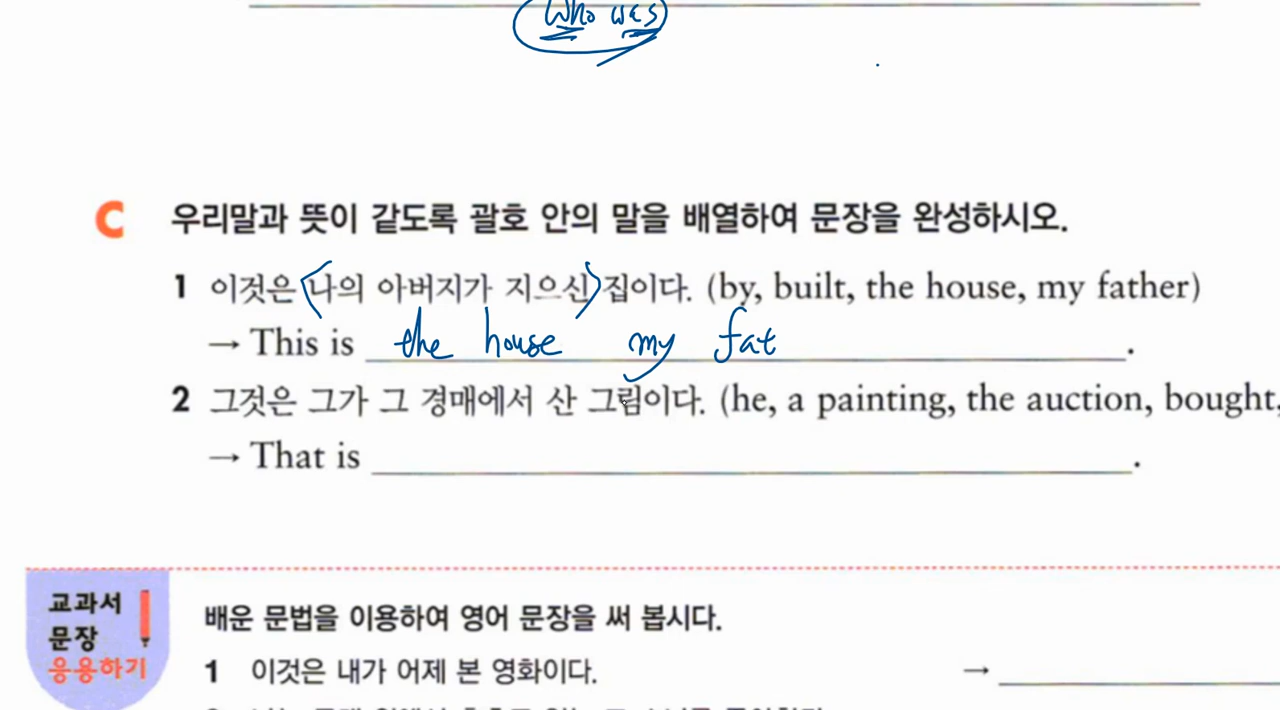 Who was
C 우리말과 뜻이 같도록 괄호 안의 말을 배열하여 문장을 완성하시오.
1 이것은 <나의 아버지가 지으신> 집이다. (by, built, the house, my father)
→ This is the house my fat.
2 그것은 그가 그 경매에서 산 그림이다. (he, a painting, the auction, bought,
→ That is .
교과서
문장
응용하기
배운 문법을 이용하여 영어 문장을 써 봅시다.
1 이것은 내가 어제 본 영화이다. →